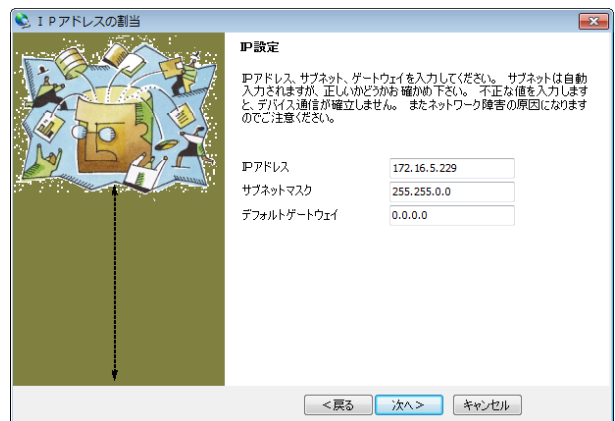 ＩＰアドレスの割当
IP設定
IPアドレス、サブネット、ゲートウェイを入力してください。 サブネットは自動
入力されますが、正しいかどうかお確かめ下さい。 不正な値を入力します
と、デバイス通信が確立しません。 またネットワーク障害の原因になります
のでご注意ください。
IPアドレス 172.16.5.229
サブネットマスク 255.255.0.0
デフォルトゲートウェイ 0.0.0.0
<戻る 次へ> キャンセル